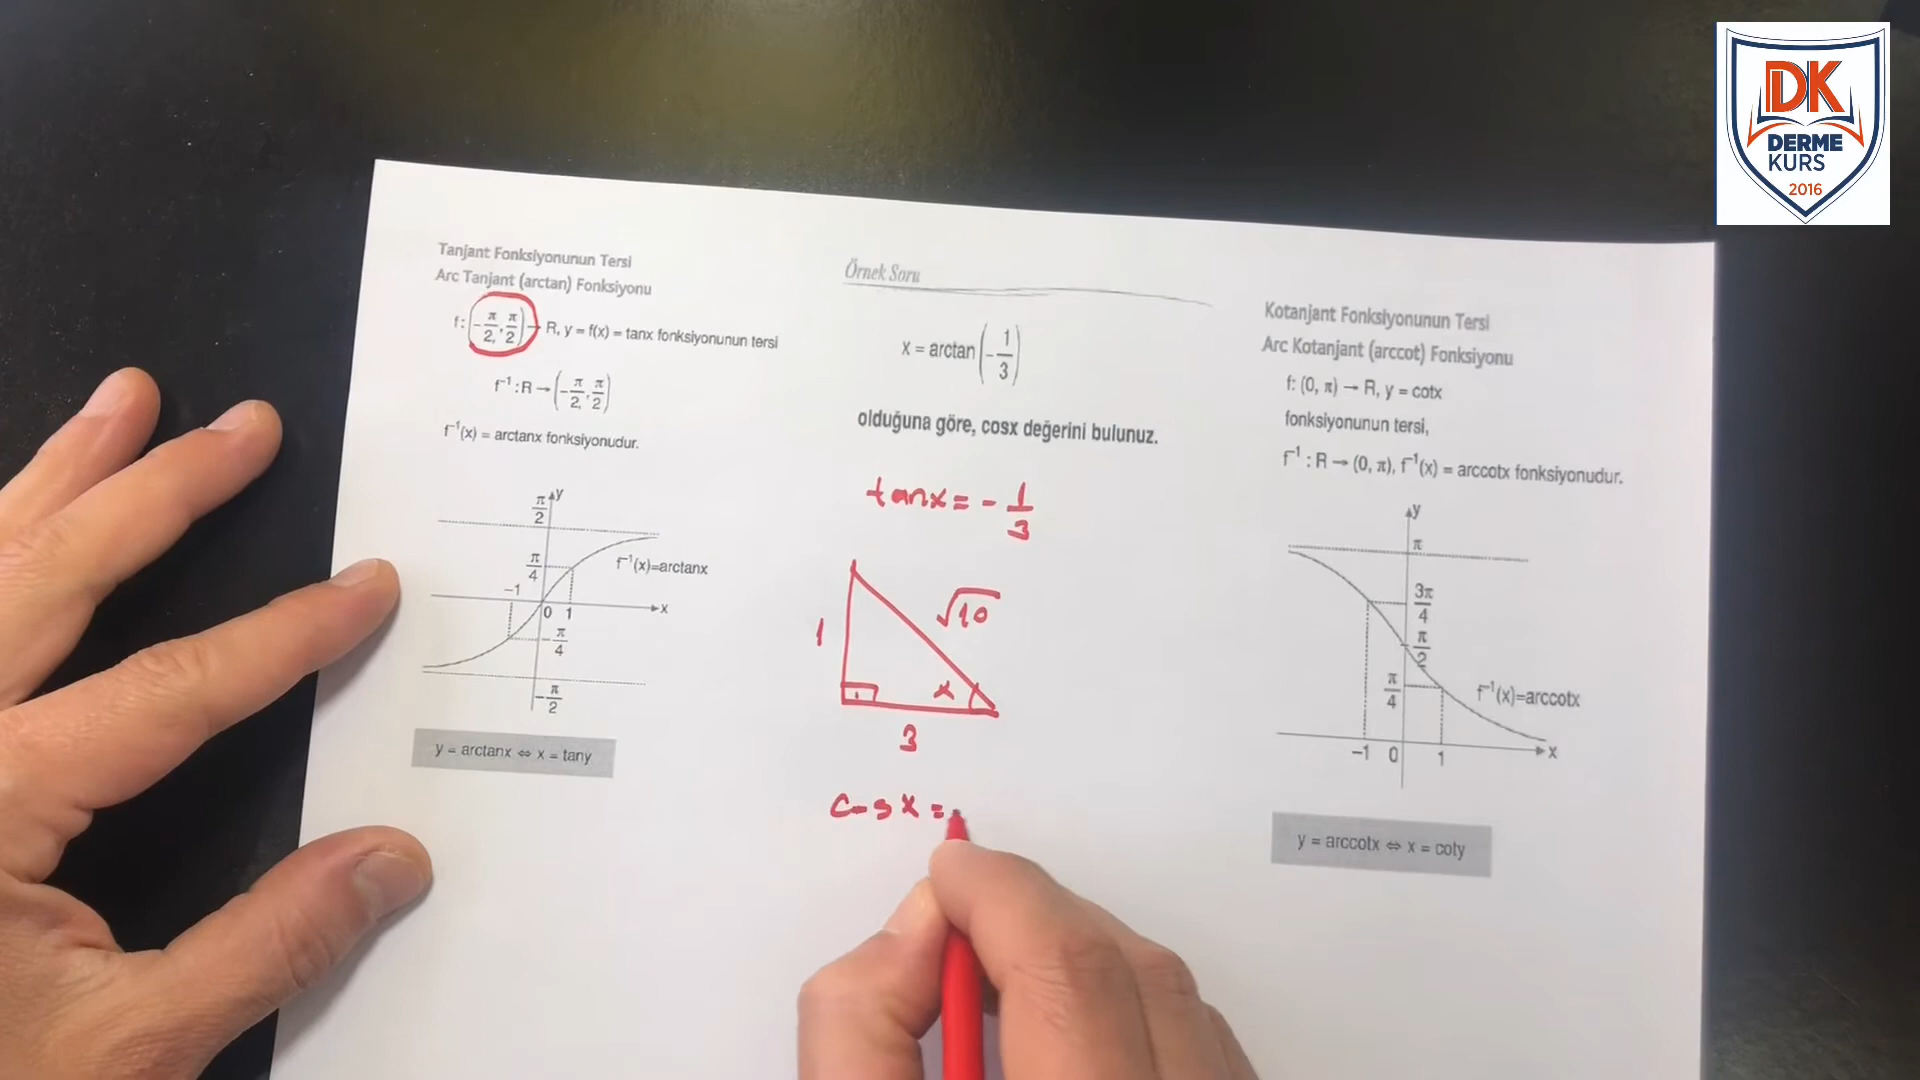 DK
DERME
KURS
2016
Tanjant Fonksiyonunun Tersi
Arc Tanjant (arctan) Fonksiyonu
f: (-π/2, π/2) → R, y = f(x) = tanx fonksiyonunun tersi
f⁻¹ : R → (-π/2, π/2)
f⁻¹(x) = arctanx fonksiyonudur.
π/2 y
π/4
f⁻¹(x)=arctanx
-1
0 1 x
-π/4
-π/2
y = arctanx ⇔ x = tany
Örnek Soru
x = arctan(-1/3)
olduğuna göre, cosx değerini bulunuz.
tanx = - 1/3
√10
1
x
3
cosx =
Kotanjant Fonksiyonunun Tersi
Arc Kotanjant (arccot) Fonksiyonu
f: (0, π) → R, y = cotx
fonksiyonunun tersi,
f⁻¹ : R → (0, π), f⁻¹(x) = arccotx fonksiyonudur.
y
π
3π/4
π/2
π/4
f⁻¹(x)=arccotx
-1 0 1 x
y = arccotx ⇔ x = coty